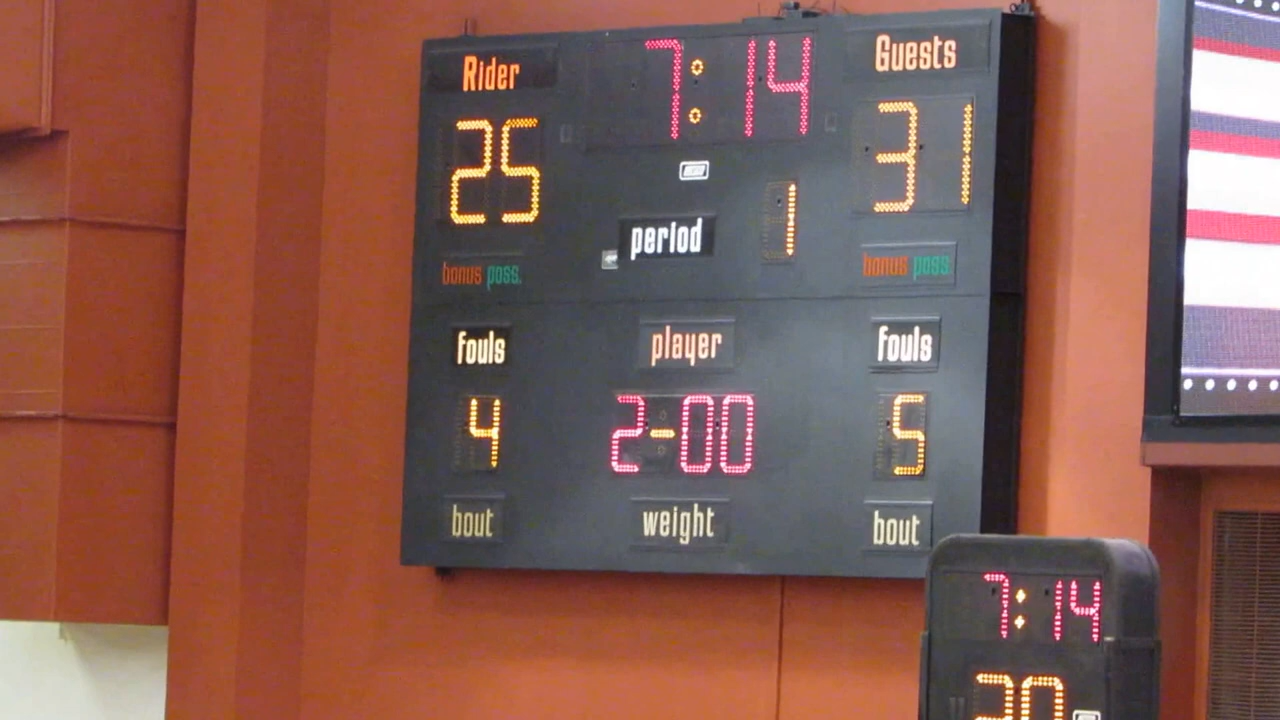 Rider 7:14 Guests
25 31
period 1
bonus poss. bonus poss.
fouls player fouls
4 2-00 5
bout weight bout
7:14
30